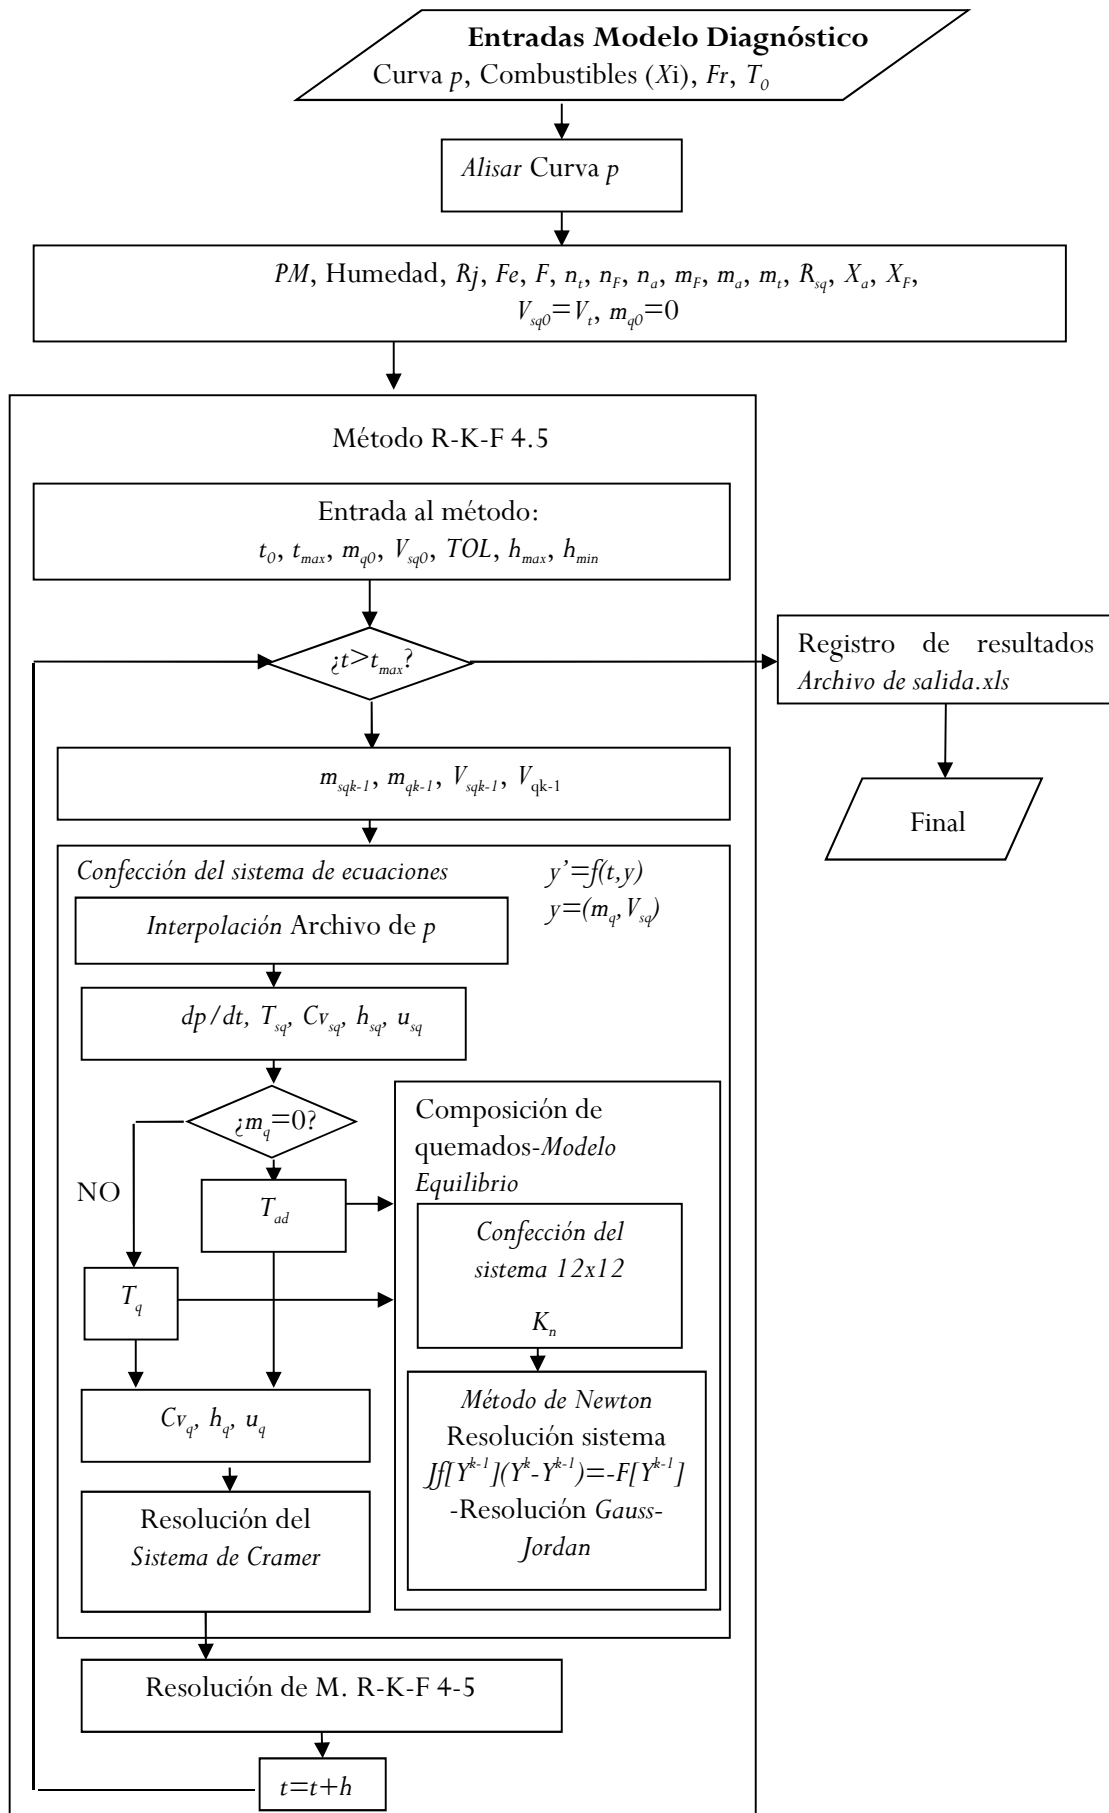 Entradas Modelo Diagnóstico
Curva p, Combustibles (Xi), Fr, T0
Alisar Curva p
PM, Humedad, Rj, Fe, F, nt, nF, na, mF, ma, mt, Rsq, Xa, XF,
Vsq0=Vt, mq0=0
Método R-K-F 4.5
Entrada al método:
t0, tmax, mq0, Vsq0, TOL, hmax, hmin
¿t>tmax?
Registro de resultados
Archivo de salida.xls
Final
msqk-1, mqk-1, Vsqk-1, Vqk-1
Confección del sistema de ecuaciones
y’=f(t,y)
y=(mq,Vsq)
Interpolación Archivo de p
dp/dt, Tsq, Cvsq, hsq, usq
¿mq=0?
NO
Tad
Tq
Composición de
quemados-Modelo
Equilibrio
Confección del
sistema 12x12
Kn
Método de Newton
Resolución sistema
Jf[Yk-1](Yk-Yk-1)=-F[Yk-1]
-Resolución Gauss-
Jordan
Cvq, hq, uq
Resolución del
Sistema de Cramer
Resolución de M. R-K-F 4-5
t=t+h